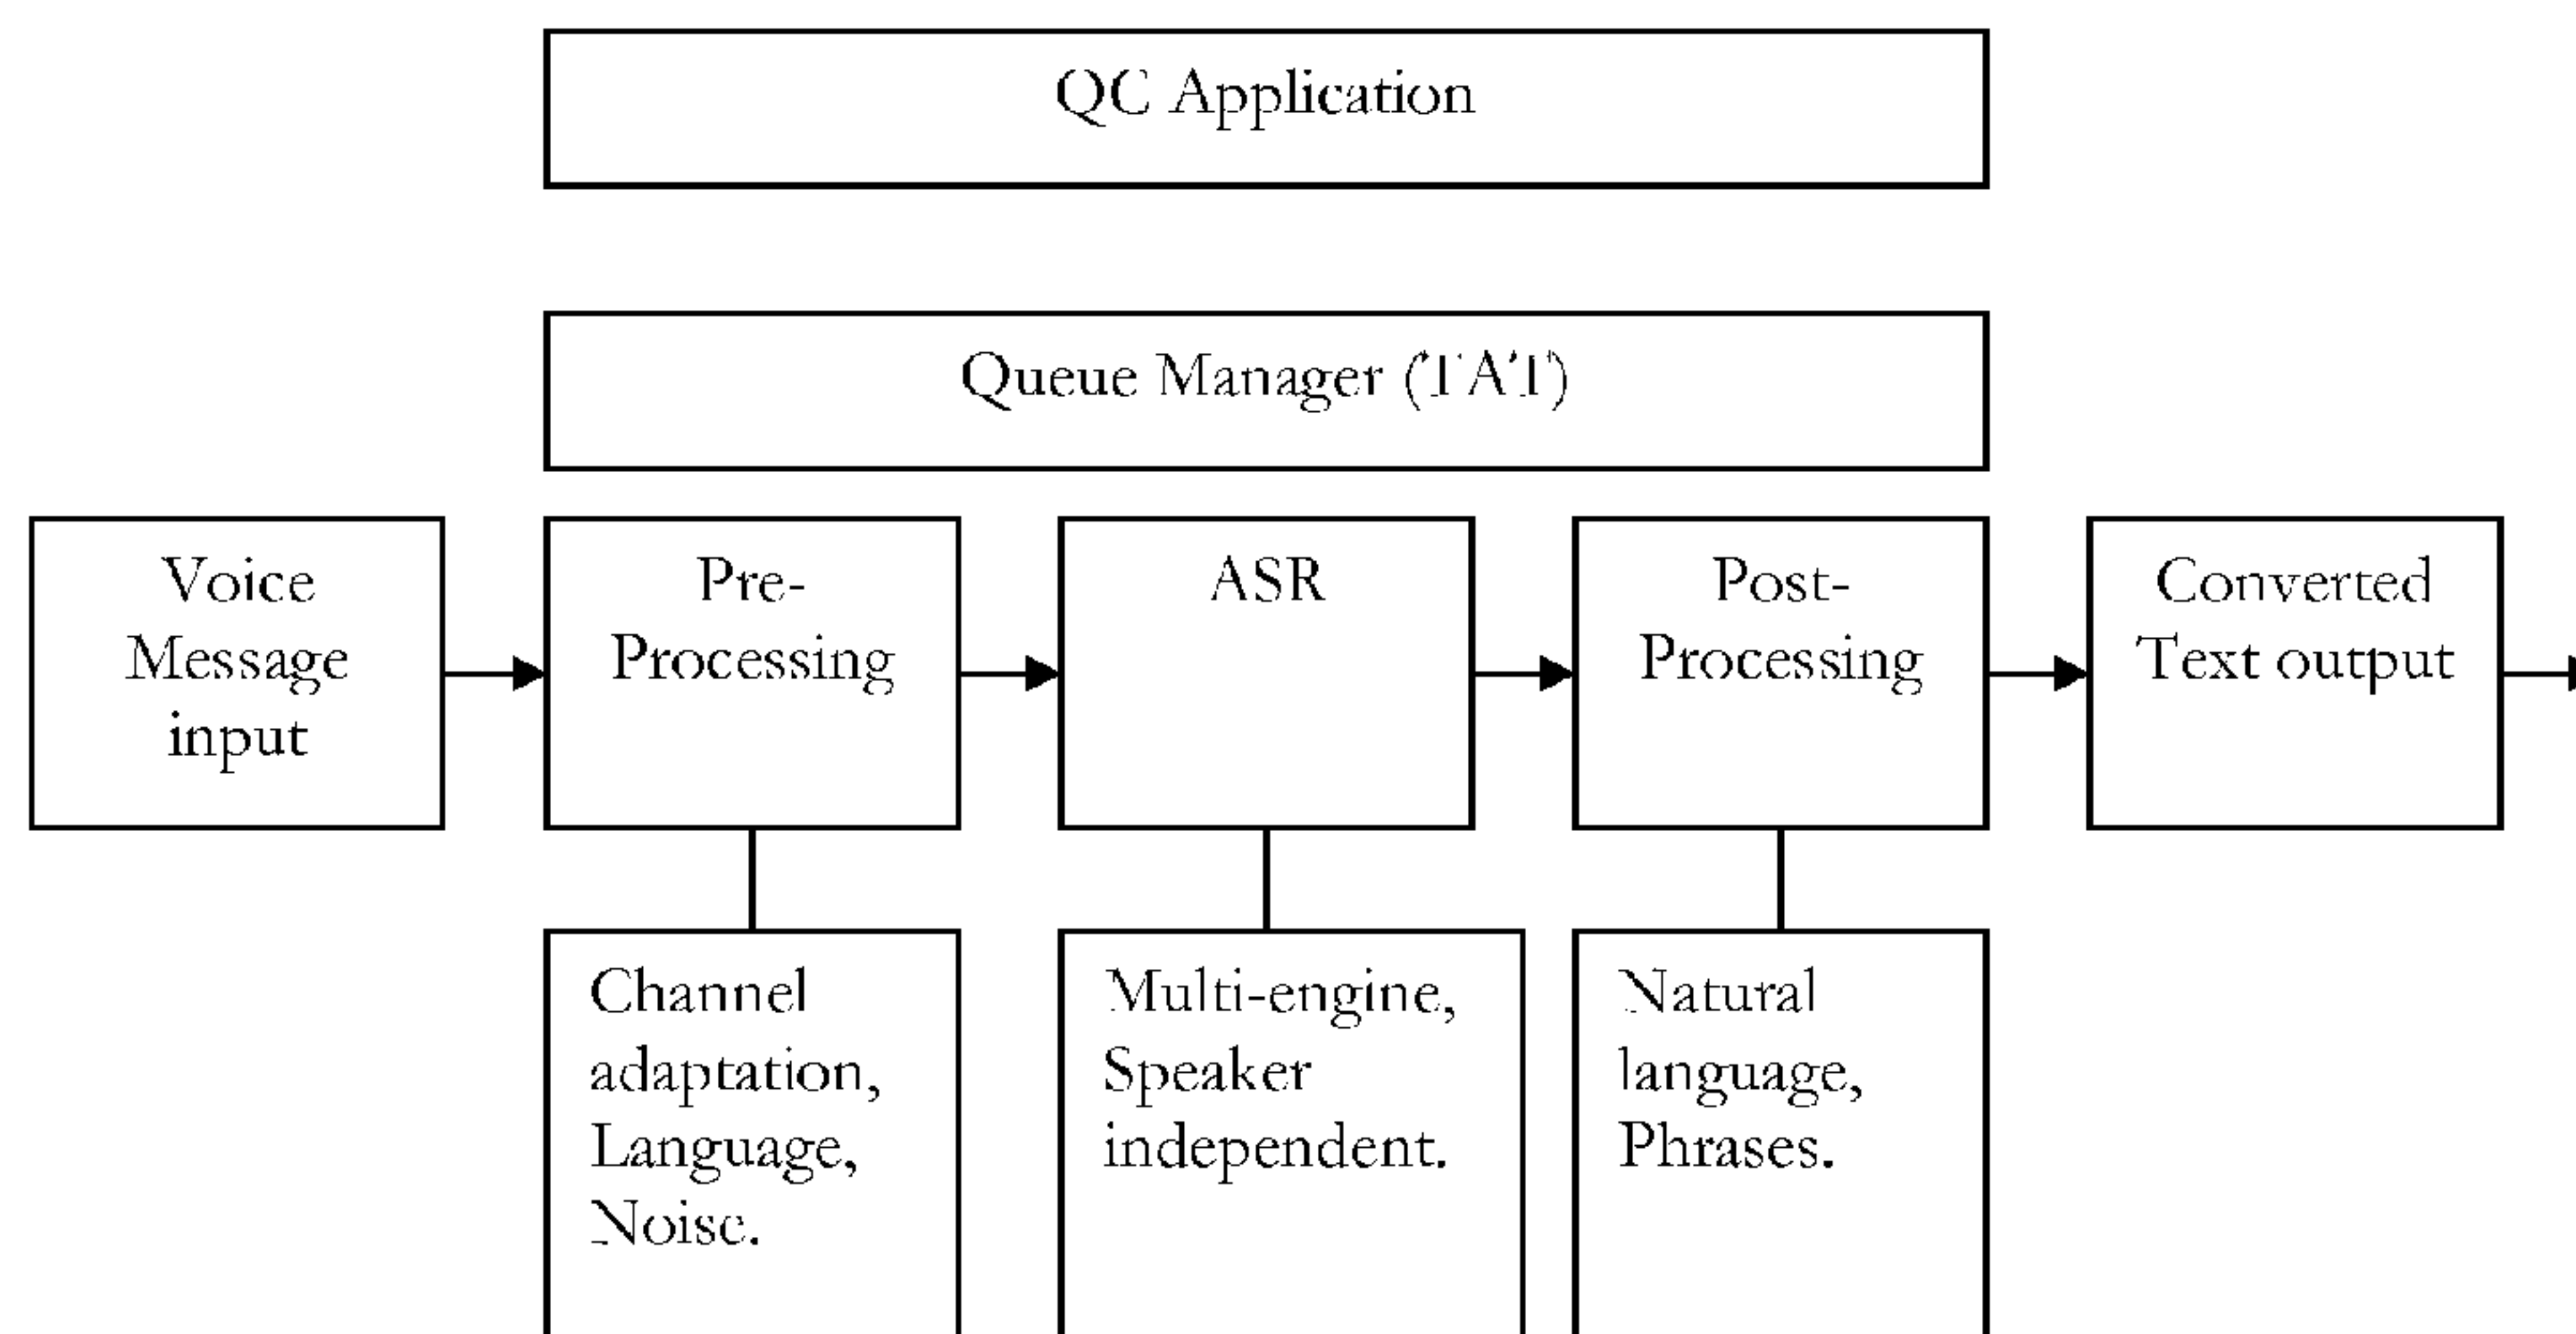 QC Application
Queue Manager (TAT)
Voice
Message
input
Pre-
Processing
ASR
Post-
Processing
Converted
Text output
Channel
adaptation,
Language,
Noise.
Multi-engine,
Speaker
independent.
Natural
language,
Phrases.